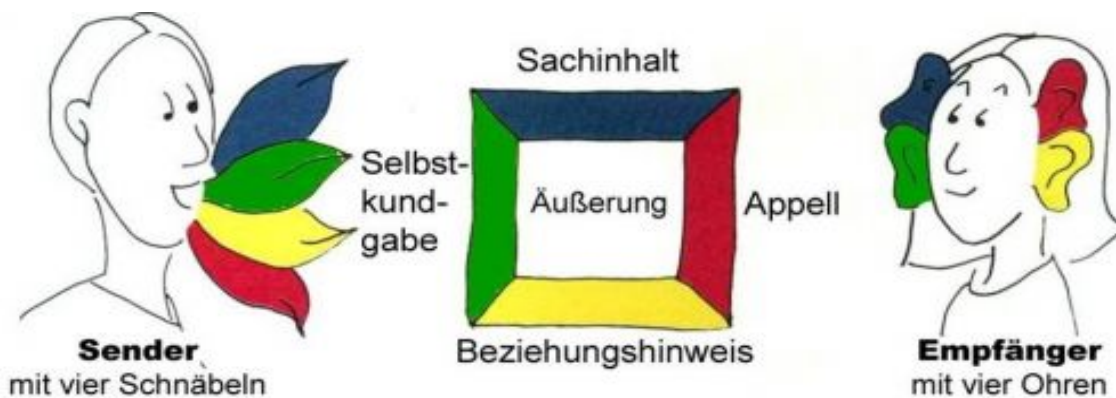 Sachinhalt
Selbst-
kund-
gabe
Äußerung
Appell
Beziehungshinweis
Sender
mit vier Schnäbeln
Empfänger
mit vier Ohren